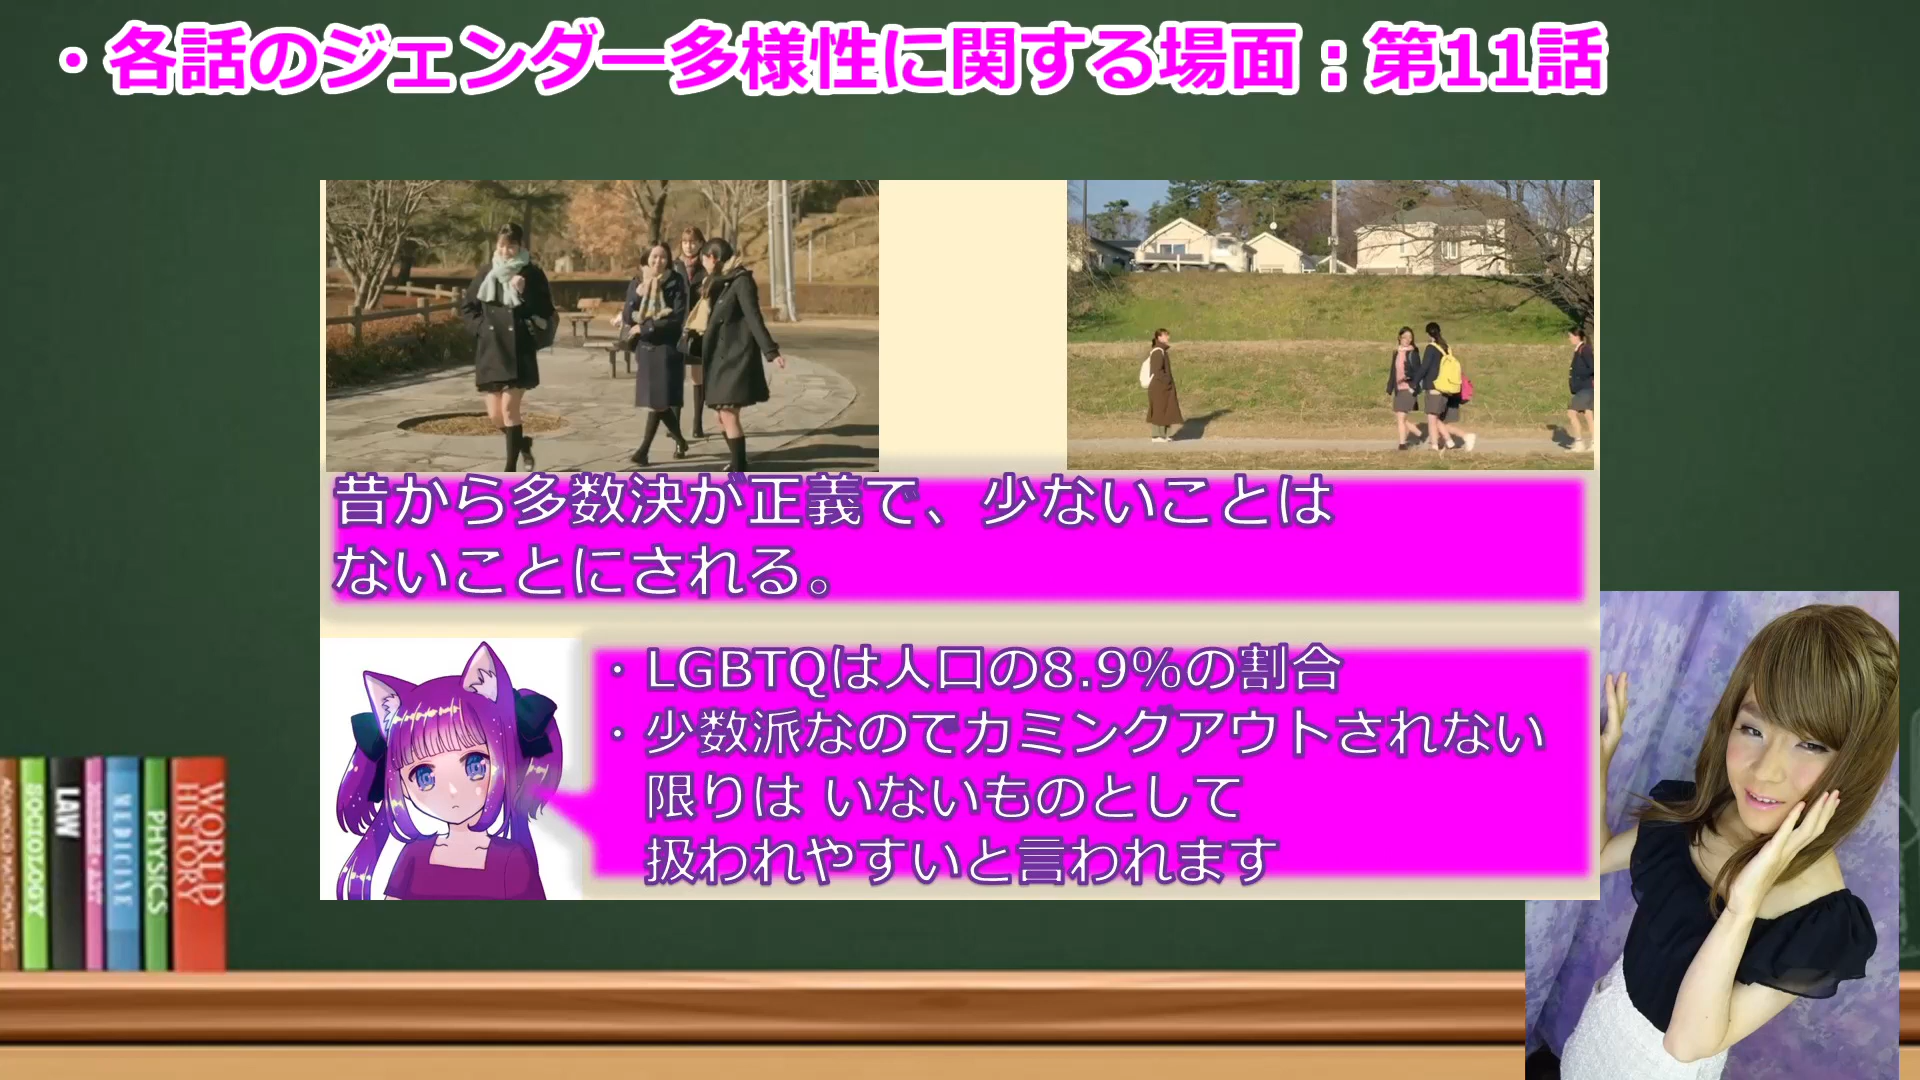 ・各話のジェンダー多様性に関する場面：第11話
昔から多数決が正義で、少ないことは
ないことにされる。
・LGBTQは人口の8.9%の割合
・少数派なのでカミングアウトされない
限りは いないものとして
扱われやすいと言われます
SOCIOLOGY
LAW
MEDICINE
PHYSICS
WORLD
HISTORY